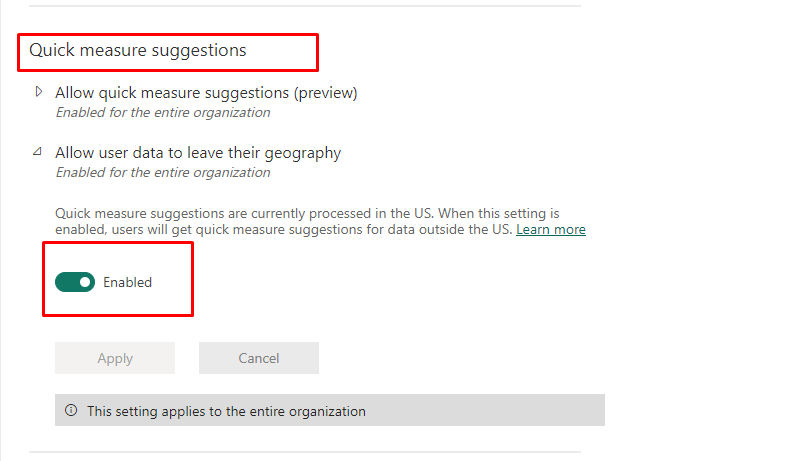 Quick measure suggestions
Allow quick measure suggestions (preview)
Enabled for the entire organization
Allow user data to leave their geography
Enabled for the entire organization
Quick measure suggestions are currently processed in the US. When this setting is
enabled, users will get quick measure suggestions for data outside the US. Learn more
Enabled
Apply Cancel
This setting applies to the entire organization